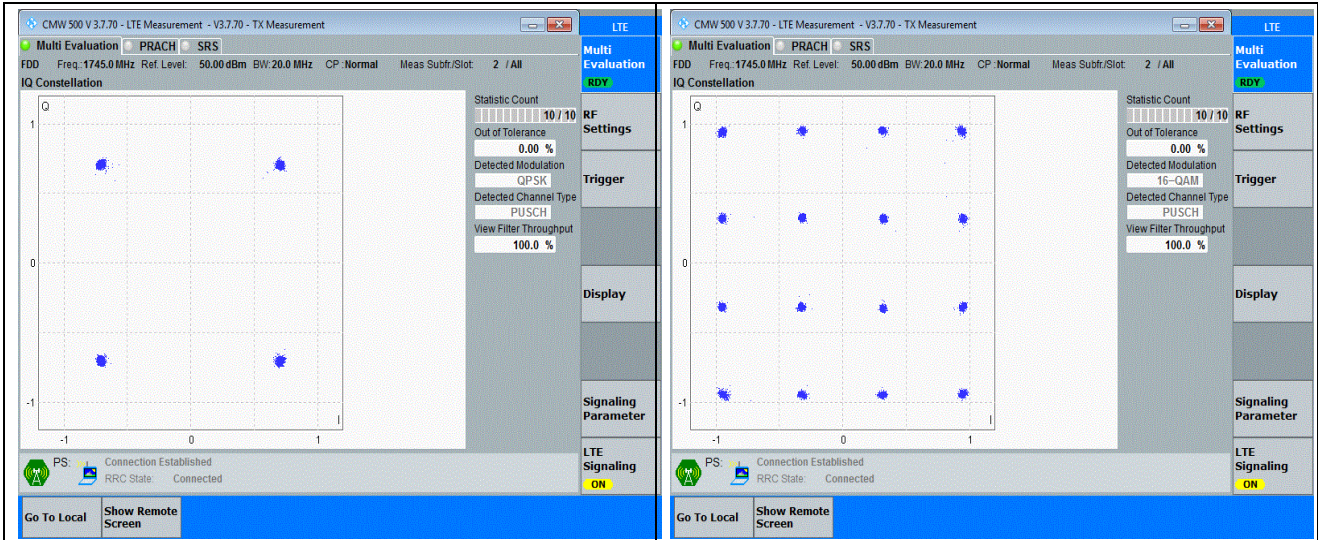 CMW 500 V 3.7.70 - LTE Measurement - V3.7.70 - TX Measurement
LTE
Multi Evaluation PRACH SRS
Multi
Evaluation
RDY
FDD Freq.:1745.0 MHz Ref. Level: 50.00 dBm BW:20.0 MHz CP :Normal Meas Subfr./Slot: 2 / All
IQ Constellation
Q
1
0
-1
-1
0
1
I
Statistic Count
10 / 10
Out of Tolerance
0.00 %
Detected Modulation
QPSK
Detected Channel Type
PUSCH
View Filter Throughput
100.0 %
RF
Settings
Trigger
Display
Signaling
Parameter
LTE
Signaling
ON
PS: Connection Established
RRC State: Connected
Go To Local
Show Remote
Screen
CMW 500 V 3.7.70 - LTE Measurement - V3.7.70 - TX Measurement
LTE
Multi Evaluation PRACH SRS
Multi
Evaluation
RDY
FDD Freq.:1745.0 MHz Ref. Level: 50.00 dBm BW:20.0 MHz CP :Normal Meas Subfr./Slot: 2 / All
IQ Constellation
Q
1
0
-1
-1
0
1
I
Statistic Count
10 / 10
Out of Tolerance
0.00 %
Detected Modulation
16-QAM
Detected Channel Type
PUSCH
View Filter Throughput
100.0 %
RF
Settings
Trigger
Display
Signaling
Parameter
LTE
Signaling
ON
PS: Connection Established
RRC State: Connected
Go To Local
Show Remote
Screen